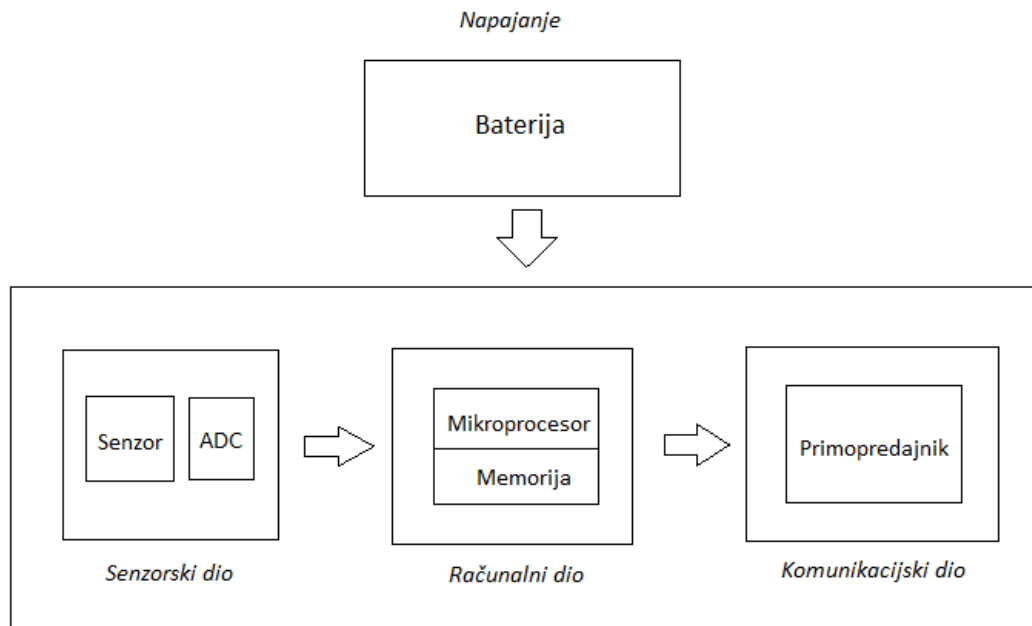 Napajanje
Baterija
Senzor
ADC
Mikroprocesor
Memorija
Primopredajnik
Senzorski dio
Računalni dio
Komunikacijski dio